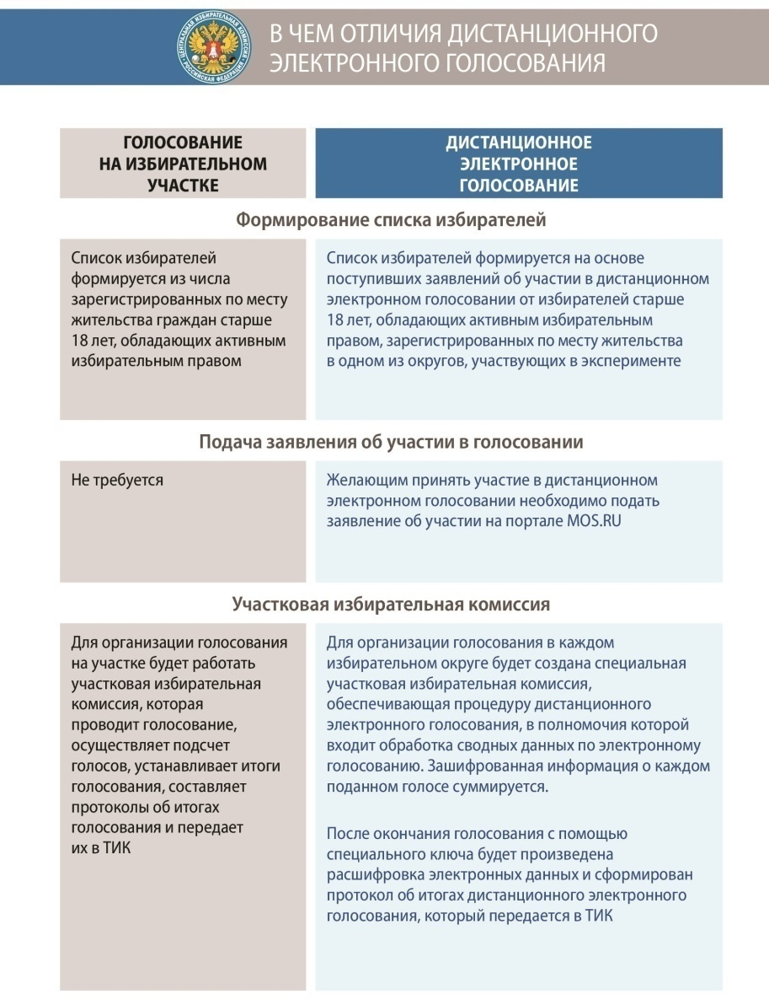 ЦЕНТРАЛЬНАЯ ИЗБИРАТЕЛЬНАЯ КОМИССИЯ
РОССИЙСКАЯ ФЕДЕРАЦИЯ
В ЧЕМ ОТЛИЧИЯ ДИСТАНЦИОННОГО
ЭЛЕКТРОННОГО ГОЛОСОВАНИЯ
ГОЛОСОВАНИЕ
НА ИЗБИРАТЕЛЬНОМ
УЧАСТКЕ
ДИСТАНЦИОННОЕ
ЭЛЕКТРОННОЕ
ГОЛОСОВАНИЕ
Формирование списка избирателей
Список избирателей
формируется из числа
зарегистрированных по месту
жительства граждан старше
18 лет, обладающих активным
избирательным правом
Список избирателей формируется на основе
поступивших заявлений об участии в дистанционном
электронном голосовании от избирателей старше
18 лет, обладающих активным избирательным
правом, зарегистрированных по месту жительства
в одном из округов, участвующих в эксперименте
Подача заявления об участии в голосовании
Не требуется
Желающим принять участие в дистанционном
электронном голосовании необходимо подать
заявление об участии на портале MOS.RU
Участковая избирательная комиссия
Для организации голосования
на участке будет работать
участковая избирательная
комиссия, которая
проводит голосование,
осуществляет подсчет
голосов, устанавливает итоги
голосования, составляет
протоколы об итогах
голосования и передает
их в ТИК
Для организации голосования в каждом
избирательном округе будет создана специальная
участковая избирательная комиссия,
обеспечивающая процедуру дистанционного
электронного голосования, в полномочия которой
входит обработка сводных данных по электронному
голосованию. Зашифрованная информация о каждом
поданном голосе суммируется.
После окончания голосования с помощью
специального ключа будет произведена
расшифровка электронных данных и сформирован
протокол об итогах дистанционного электронного
голосования, который передается в ТИК